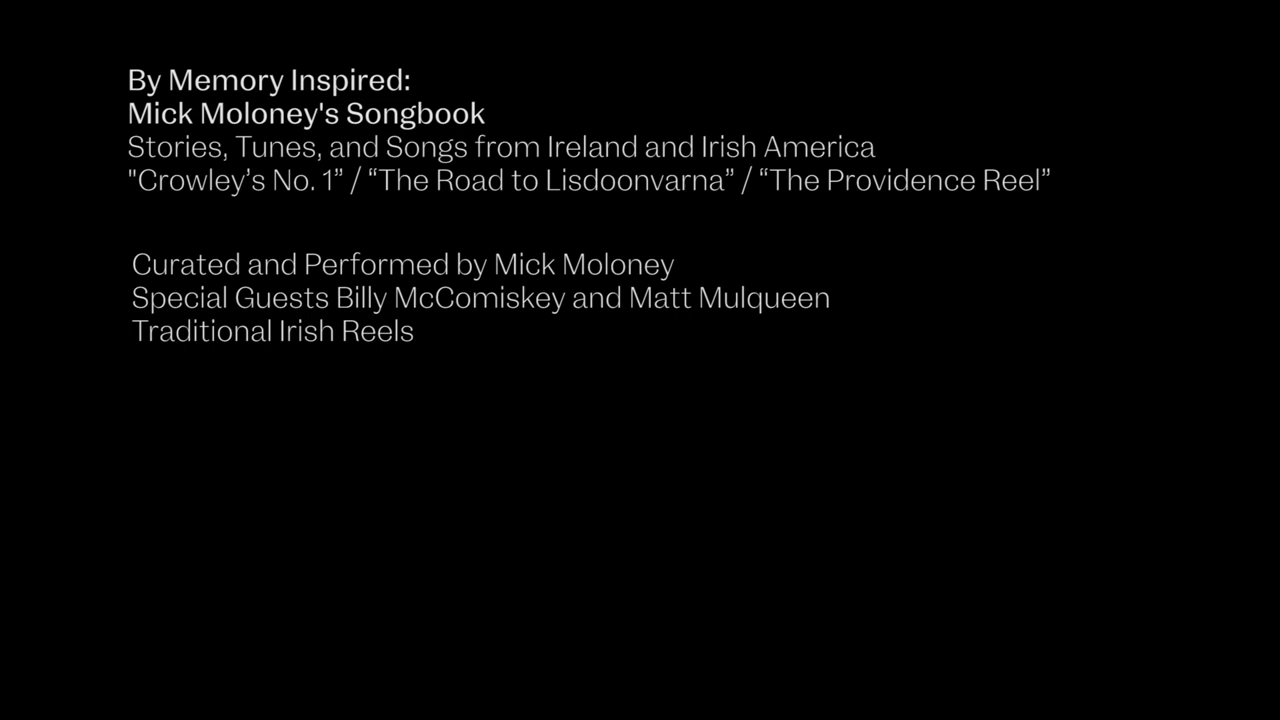 By Memory Inspired:
Mick Moloney's Songbook
Stories, Tunes, and Songs from Ireland and Irish America
"Crowley’s No. 1” / “The Road to Lisdoonvarna” / “The Providence Reel”
Curated and Performed by Mick Moloney
Special Guests Billy McComiskey and Matt Mulqueen
Traditional Irish Reels